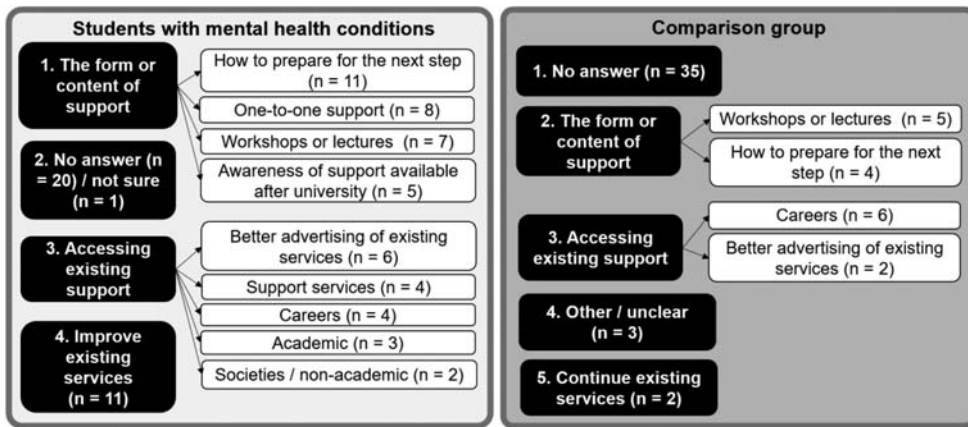 Students with mental health conditions
1. The form or
content of
support
How to prepare for the next step
(n = 11)
One-to-one support (n = 8)
Workshops or lectures (n = 7)
Awareness of support available
after university (n = 5)
2. No answer (n
= 20) / not sure
(n = 1)
3. Accessing
existing
support
Better advertising of existing
services (n = 6)
Support services (n = 4)
Careers (n = 4)
Academic (n = 3)
Societies / non-academic (n = 2)
4. Improve
existing
services
(n = 11)
Comparison group
1. No answer (n = 35)
2. The form or
content of
support
Workshops or lectures (n = 5)
How to prepare for the next
step (n = 4)
3. Accessing
existing support
Careers (n = 6)
Better advertising of existing
services (n = 2)
4. Other / unclear
(n = 3)
5. Continue existing
services (n = 2)